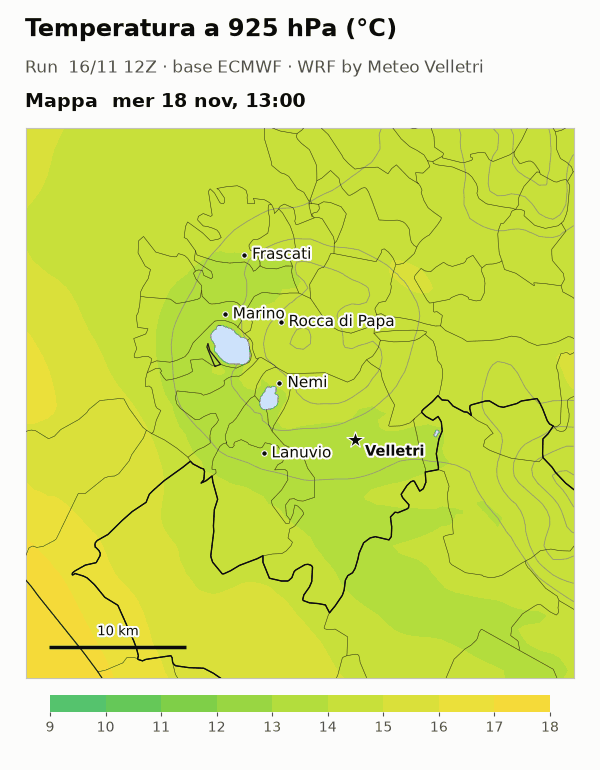 Temperatura a 925 hPa (°C)
Run  16/11 12Z · base ECMWF · WRF by Meteo Velletri
Mappa  mer 18 nov, 13:00
Frascati
Marino
Rocca di Papa
Nemi
Velletri
Lanuvio
10 km
9 10 11 12 13 14 15 16 17 18